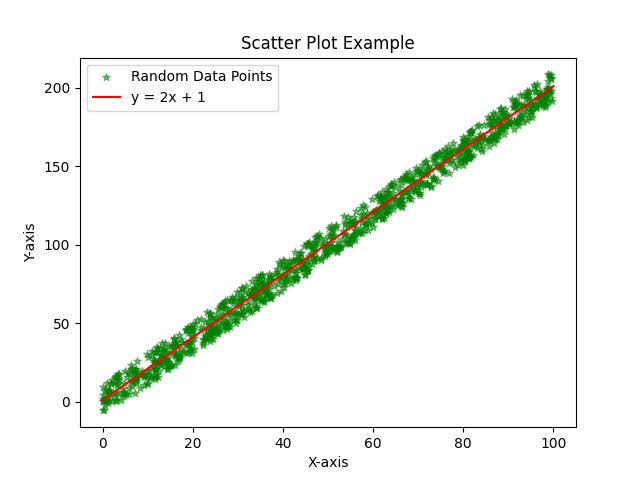 Scatter Plot Example
Random Data Points
y = 2x + 1
Y-axis
200
150
100
50
0
0 20 40 60 80 100
X-axis